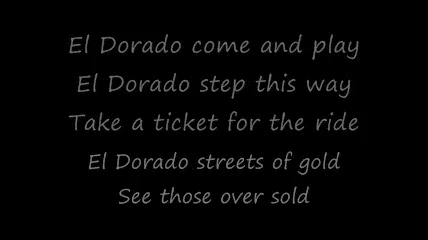 El Dorado come and play
El Dorado step this way
Take a ticket for the ride
El Dorado streets of gold
See those over sold